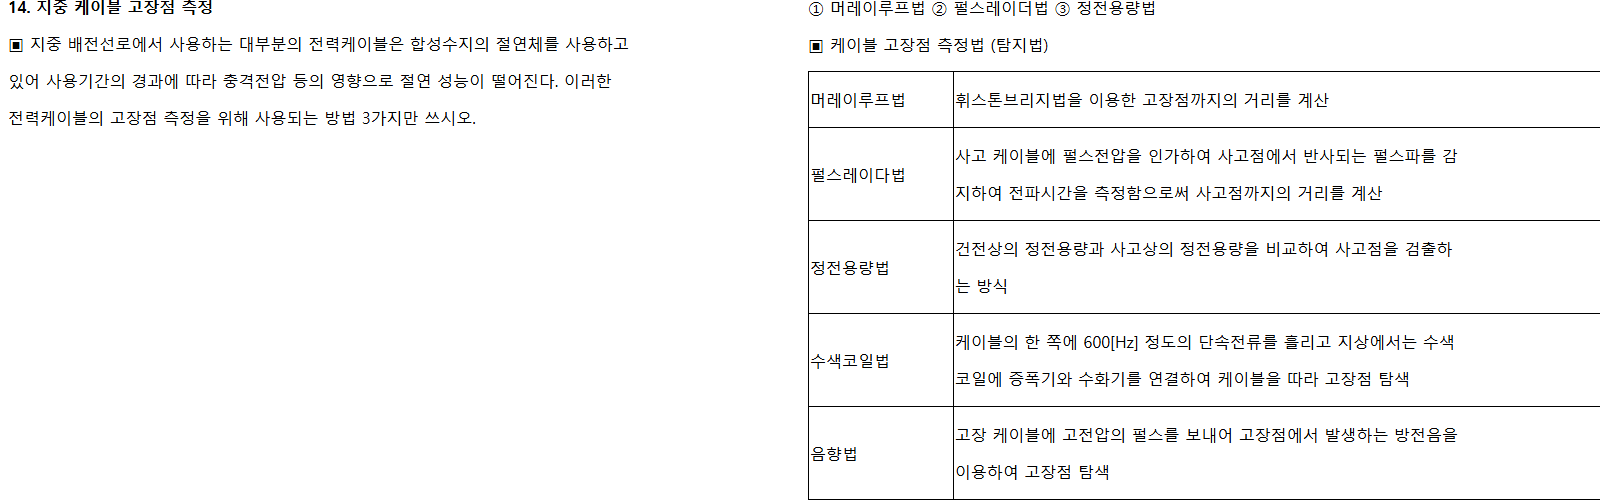 14. 지중 케이블 고장점 측정
▣ 지중 배전선로에서 사용하는 대부분의 전력케이블은 합성수지의 절연체를 사용하고
있어 사용기간의 경과에 따라 충격전압 등의 영향으로 절연 성능이 떨어진다. 이러한
전력케이블의 고장점 측정을 위해 사용되는 방법 3가지만 쓰시오.
① 머레이루프법 ② 펄스레이더법 ③ 정전용량법
▣ 케이블 고장점 측정법 (탐지법)
머레이루프법
휘스톤브리지법을 이용한 고장점까지의 거리를 계산
펄스레이다법
사고 케이블에 펄스전압을 인가하여 사고점에서 반사되는 펄스파를 감
지하여 전파시간을 측정함으로써 사고점까지의 거리를 계산
정전용량법
건전상의 정전용량과 사고상의 정전용량을 비교하여 사고점을 검출하
는 방식
수색코일법
케이블의 한 쪽에 600[Hz] 정도의 단속전류를 흘리고 지상에서는 수색
코일에 증폭기와 수화기를 연결하여 케이블을 따라 고장점 탐색
음향법
고장 케이블에 고전압의 펄스를 보내어 고장점에서 발생하는 방전음을
이용하여 고장점 탐색